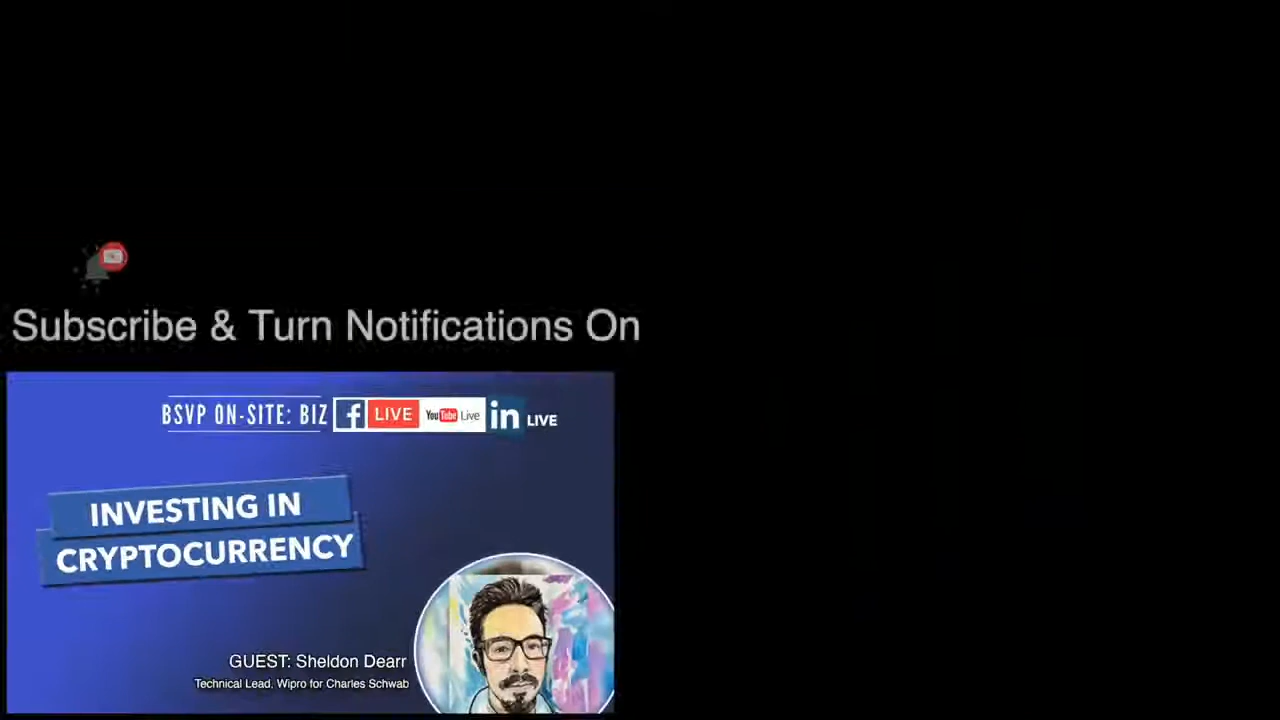 Subscribe & Turn Notifications On
BSVP ON-SITE: BIZ f LIVE YouTube Live in LIVE
INVESTING IN
CRYPTOCURRENCY
GUEST: Sheldon Dearr
Technical Lead, Wipro for Charles Schwab